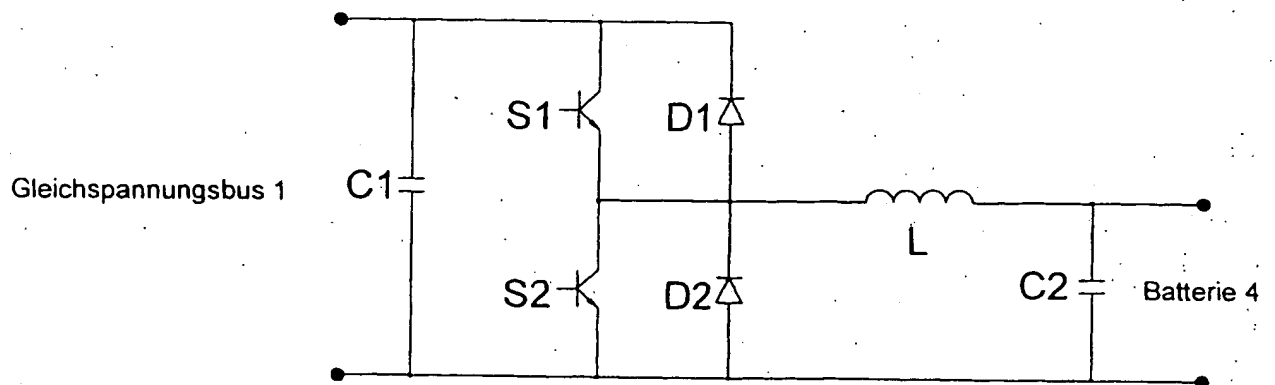 S1
D1
Gleichspannungsbus 1
C1
L
S2
D2
C2
Batterie 4